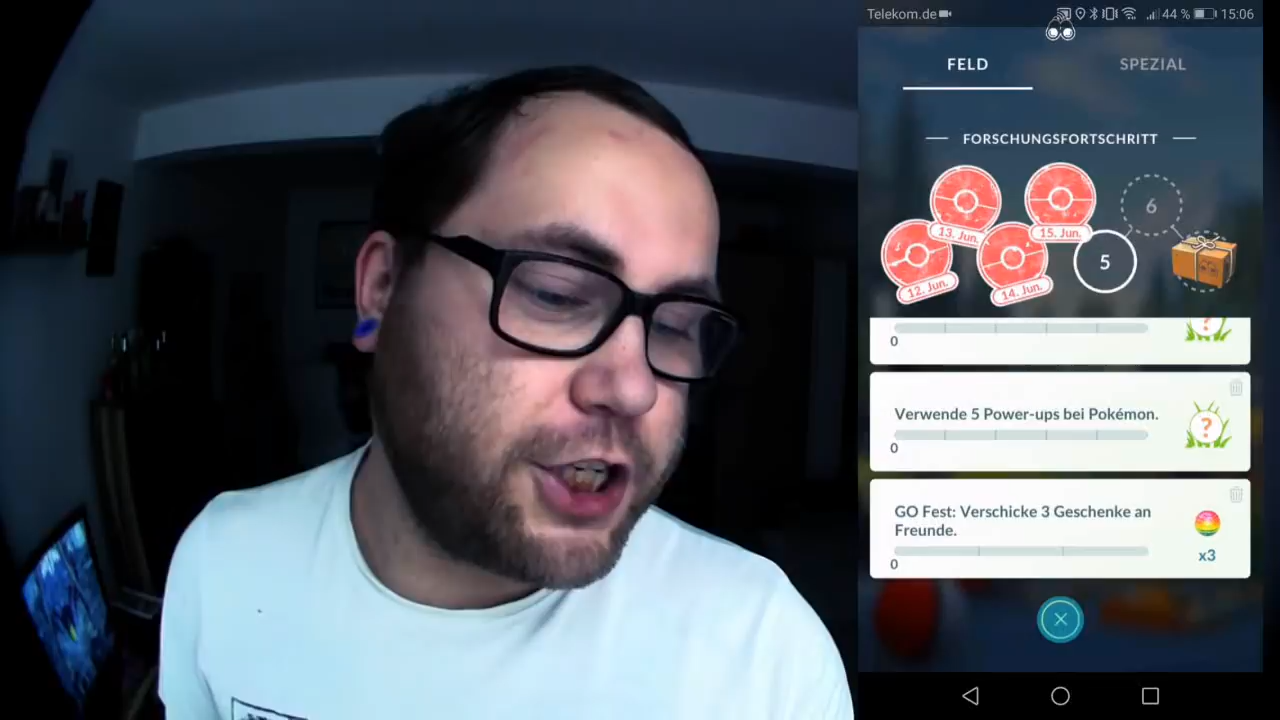 Telekom.de 44 % 15:06
FELD SPEZIAL
FORSCHUNGSFORTSCHRITT
13. Jun. 15. Jun. 6
12. Jun. 14. Jun. 5
0
Verwende 5 Power-ups bei Pokémon.
?
0
GO Fest: Verschicke 3 Geschenke an
Freunde.
x3
0